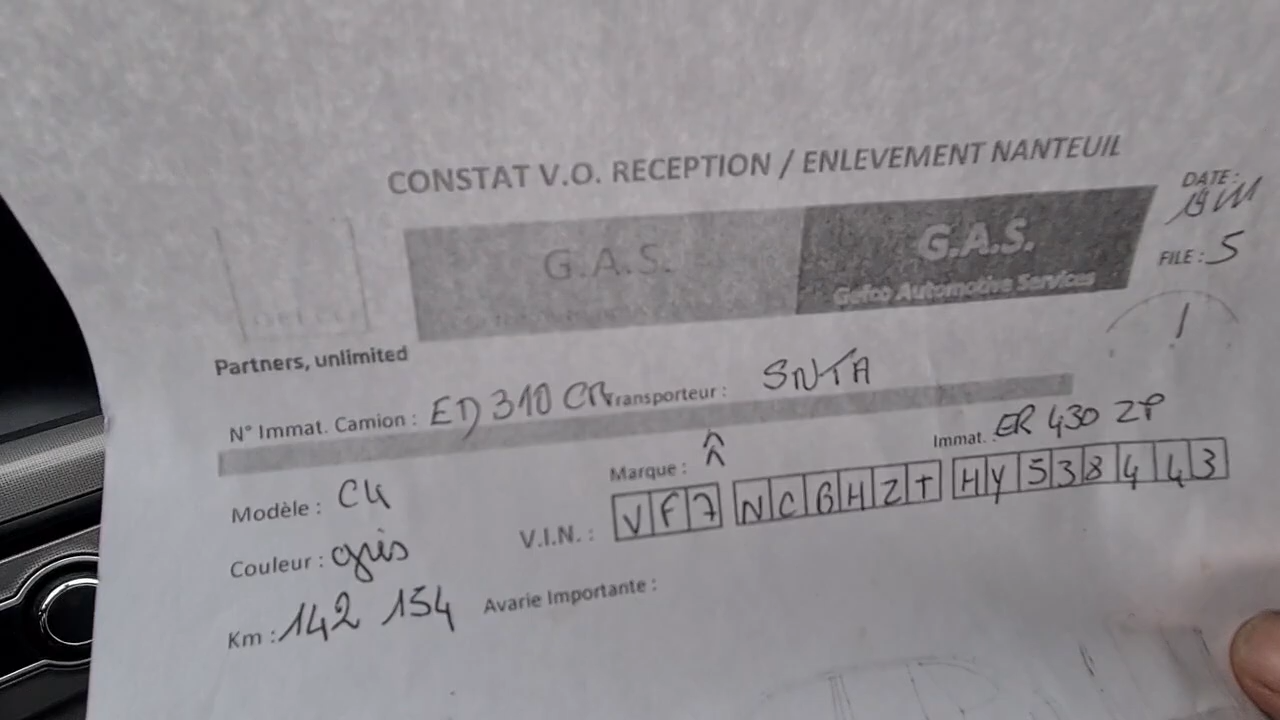 CONSTAT V.O. RECEPTION / ENLEVEMENT NANTEUIL
DATE :
FILE : 5
G.A.S.
G.A.S.
Gefco Automotive Services
Partners, unlimited
N° Immat. Camion : ED 310 CR Transporteur : SNTA
Marque : Immat. : ER 430 ZP
Modèle : C4
V.I.N. : VF7 NC6HZT HY538443
Couleur : gris
Km : 142 154 Avarie Importante :